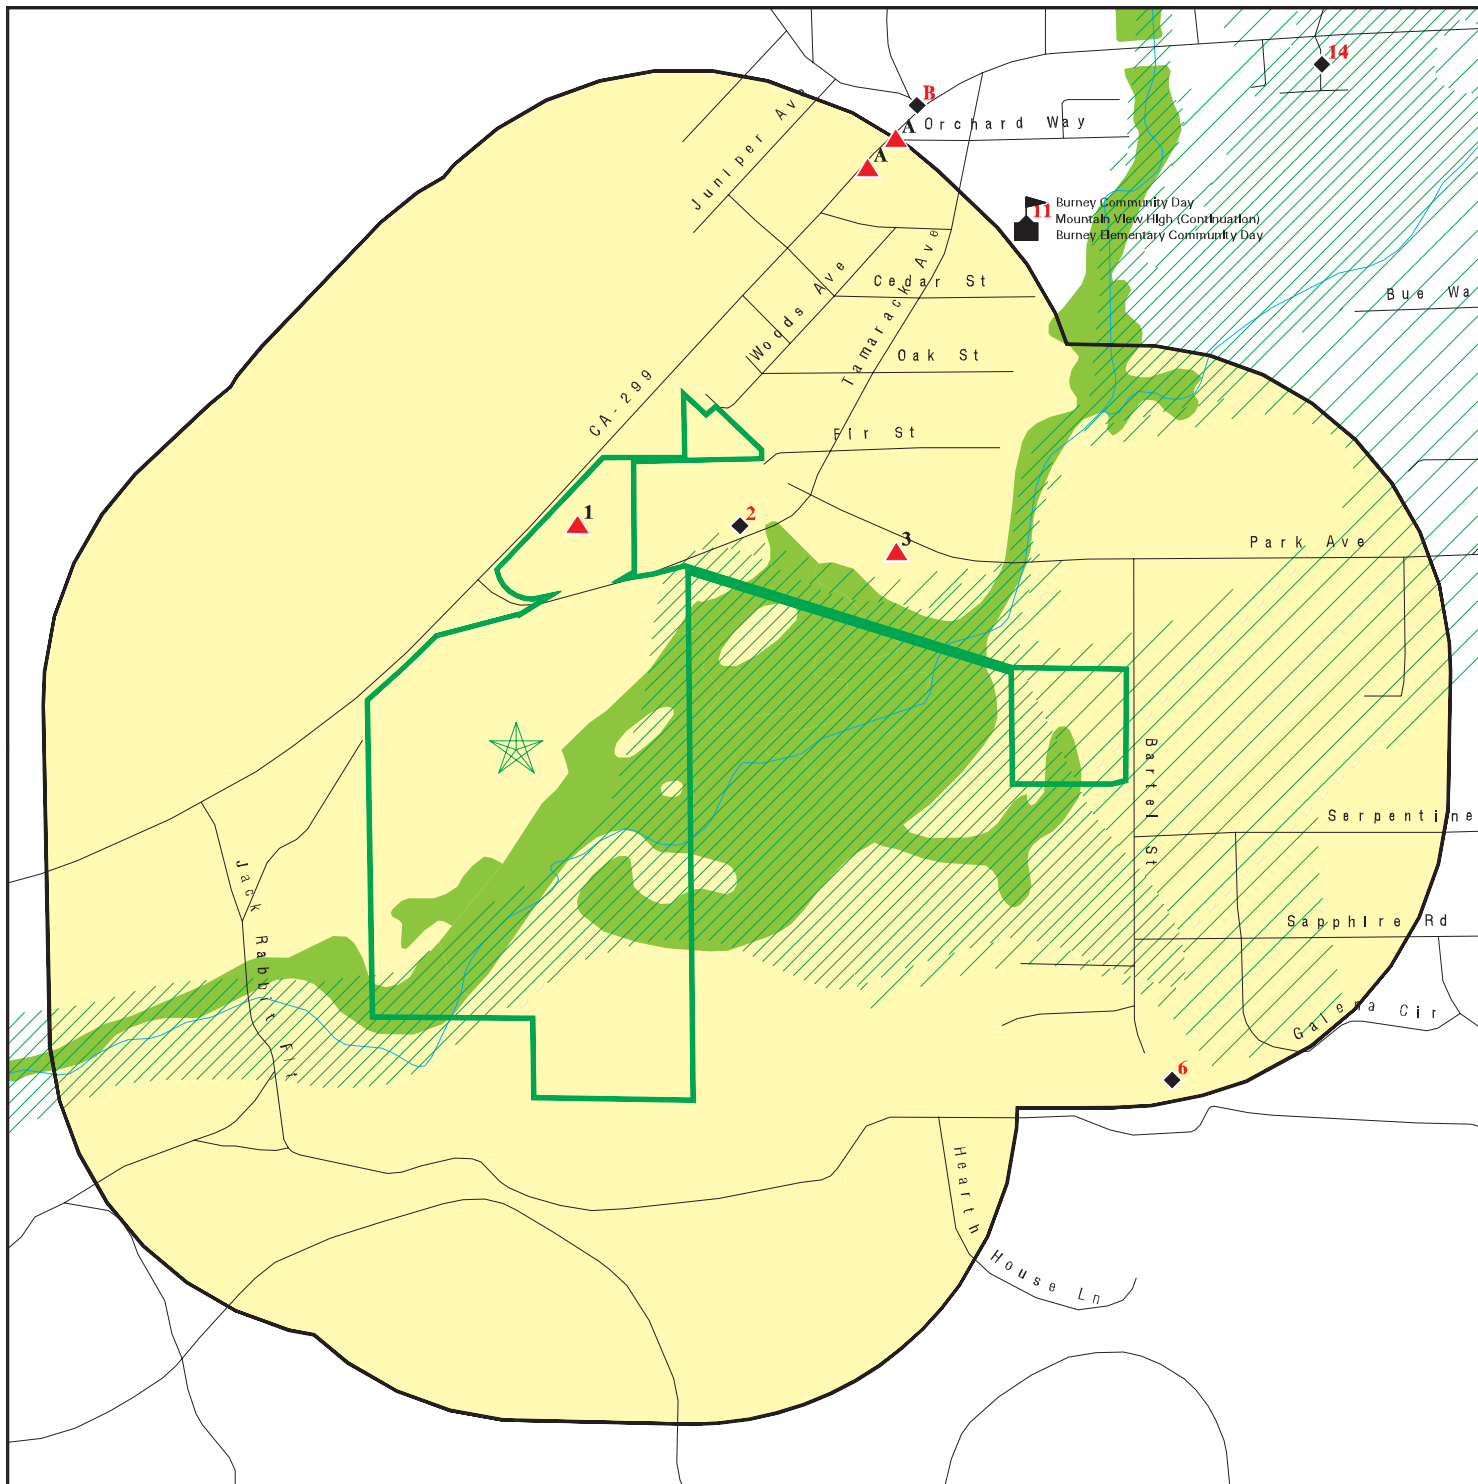 14
B
A
Orchard Way
A
Juniper Ave
11
Burney Community Day
Mountain View High (Continuation)
Burney Elementary Community Day
Tamarack Ave
Woods Ave
Cedar St
Bue Wa
Oak St
CA-299
Fir St
1
2
3
Park Ave
Bartel St
Serpentine
Jack Rabbit Flt
Sapphire Rd
Galena Cir
6
Hearth House Ln